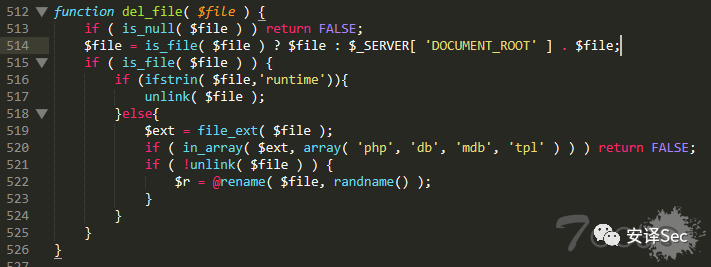 512 function del_file( $file ) {
513 if ( is_null( $file ) ) return FALSE;
514 $file = is_file( $file ) ? $file : $_SERVER[ 'DOCUMENT_ROOT' ] . $file;
515 if ( is_file( $file ) ) {
516 if (ifstrin( $file,'runtime')){
517 unlink( $file );
518 }else{
519 $ext = file_ext( $file );
520 if ( in_array( $ext, array( 'php', 'db', 'mdb', 'tpl' ) ) ) return FALSE;
521 if ( !unlink( $file ) ) {
522 $r = @rename( $file, randname() );
523 }
524 }
525 }
526 }
安译Sec